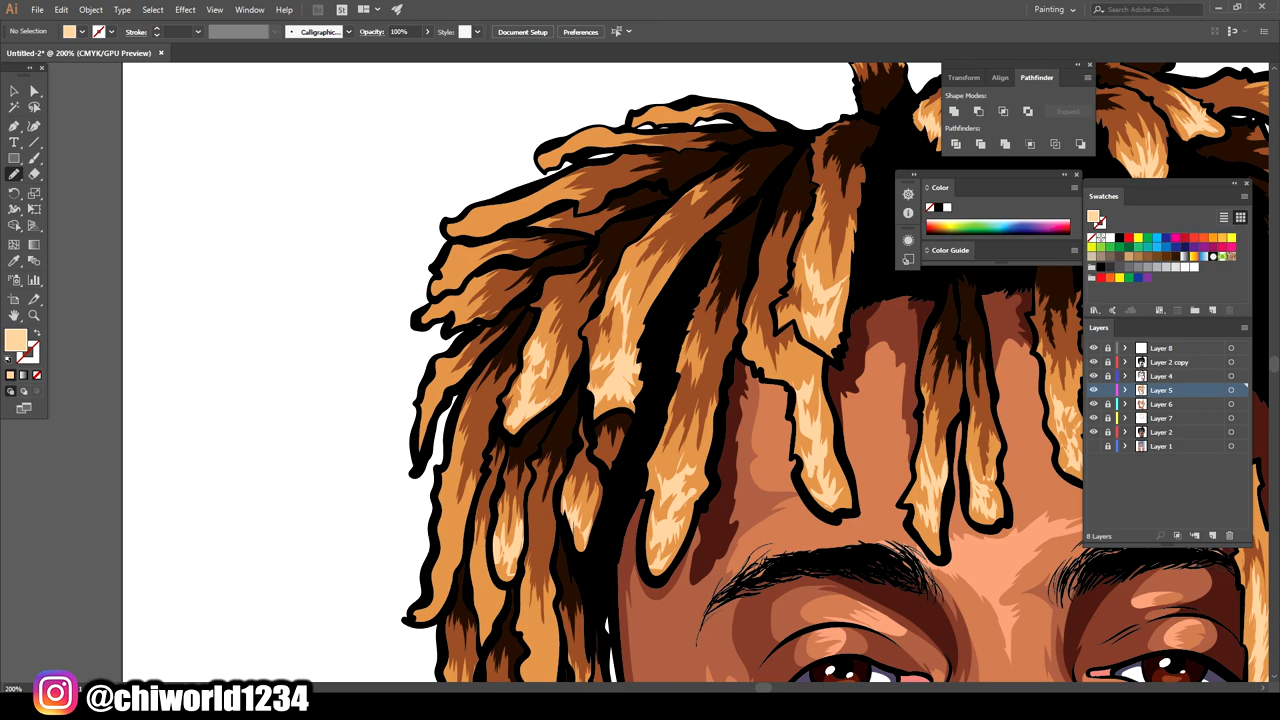 Ai File Edit Object Type Select Effect View Window Help Br St Painting Search Adobe Stock
No Selection Stroke: Calligraphic... Opacity: 100% Style: Document Setup Preferences
Untitled-2* @ 200% (CMYK/GPU Preview) ×
Transform Align Pathfinder
Shape Modes:
Expand
Pathfinders:
Color
Color Guide
Swatches
Layers
Layer 8
Layer 2 copy
Layer 4
Layer 5
Layer 6
Layer 7
Layer 2
Layer 1
8 Layers
200%
@chiworld1234